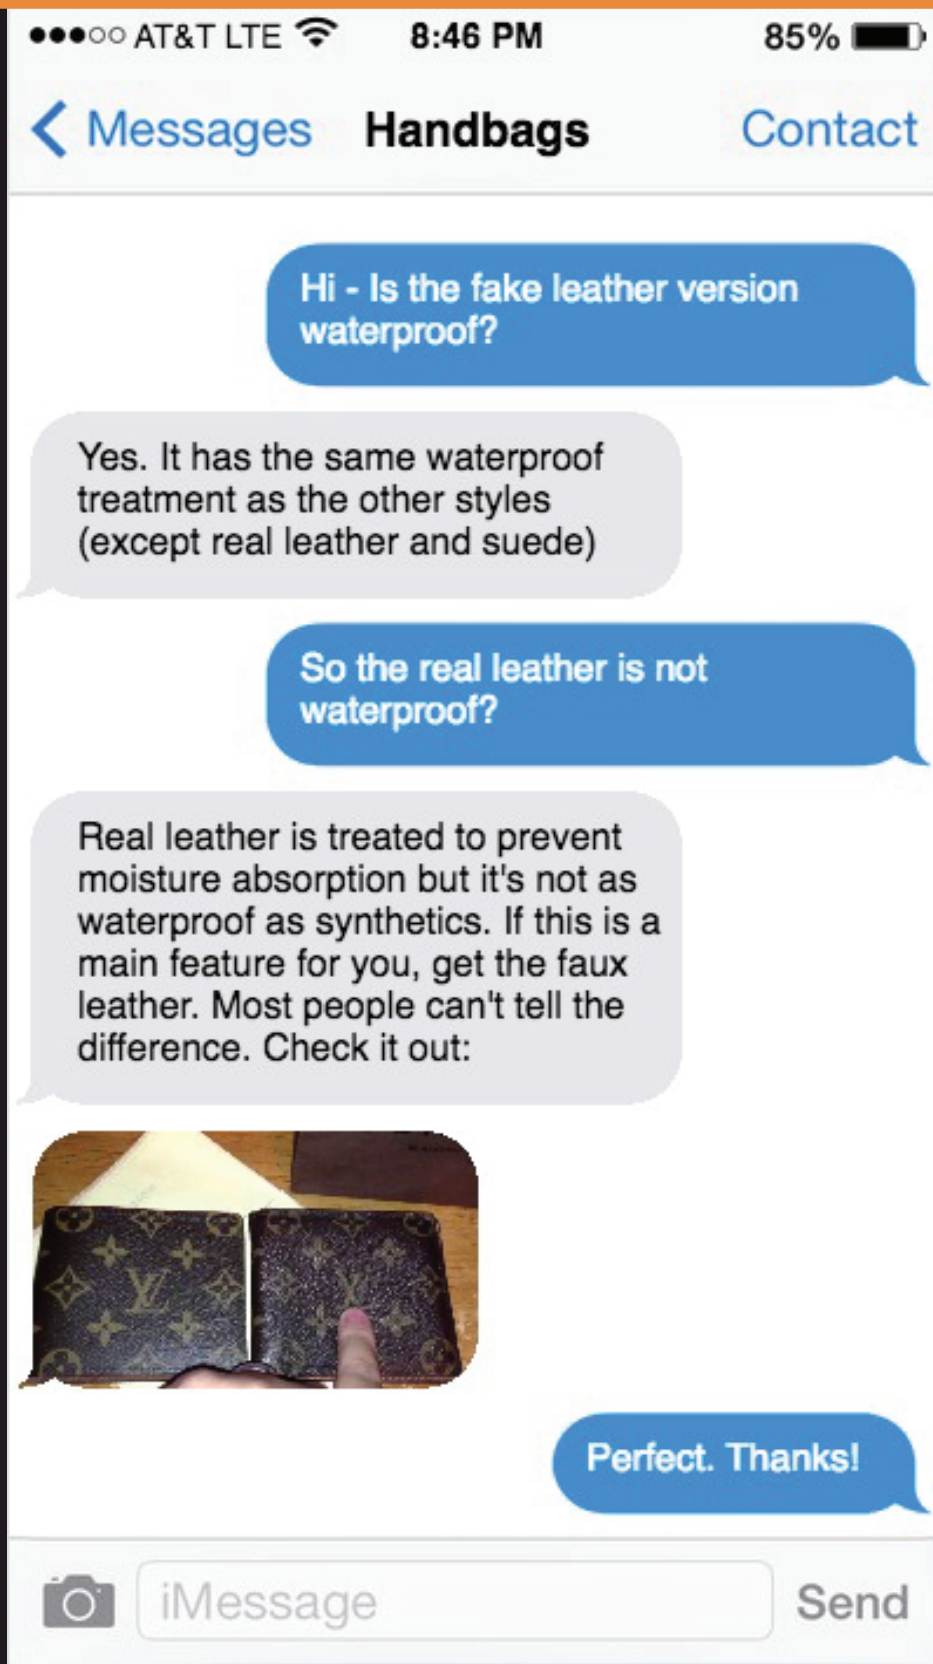 AT&T LTE 8:46 PM 85%
Messages Handbags Contact
Hi - Is the fake leather version
waterproof?
Yes. It has the same waterproof
treatment as the other styles
(except real leather and suede)
So the real leather is not
waterproof?
Real leather is treated to prevent
moisture absorption but it's not as
waterproof as synthetics. If this is a
main feature for you, get the faux
leather. Most people can't tell the
difference. Check it out:
LV LV
Perfect. Thanks!
iMessage Send